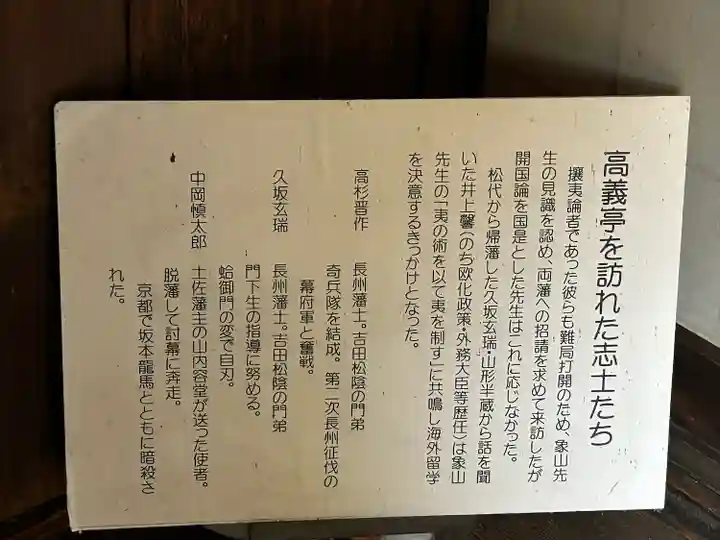 高義亭を訪れた志士たち
攘夷論者であった彼らも難局打開のため、象山先
生の見識を認め、両藩への招請を求めて来訪したが
開国論を国是とした先生はこれに応じなかった。
松代から帰藩した久坂玄瑞・山形半蔵から話を聞
いた井上馨(のち欧化政策・外務大臣等歴任)は象山
先生の「夷の術を以て夷を制す」に共鳴し海外留学
を決意するきっかけとなった。
高杉晋作 長州藩士。吉田松陰の門弟
奇兵隊を結成。第二次長州征伐の
幕府軍と奮戦。
久坂玄瑞 長州藩士。吉田松陰の門弟
門下生の指導に努める。
蛤御門の変で自刃。
中岡慎太郎 土佐藩主の山内容堂が送った使者。
脱藩して討幕に奔走。
京都で坂本龍馬とともに暗殺さ
れた。